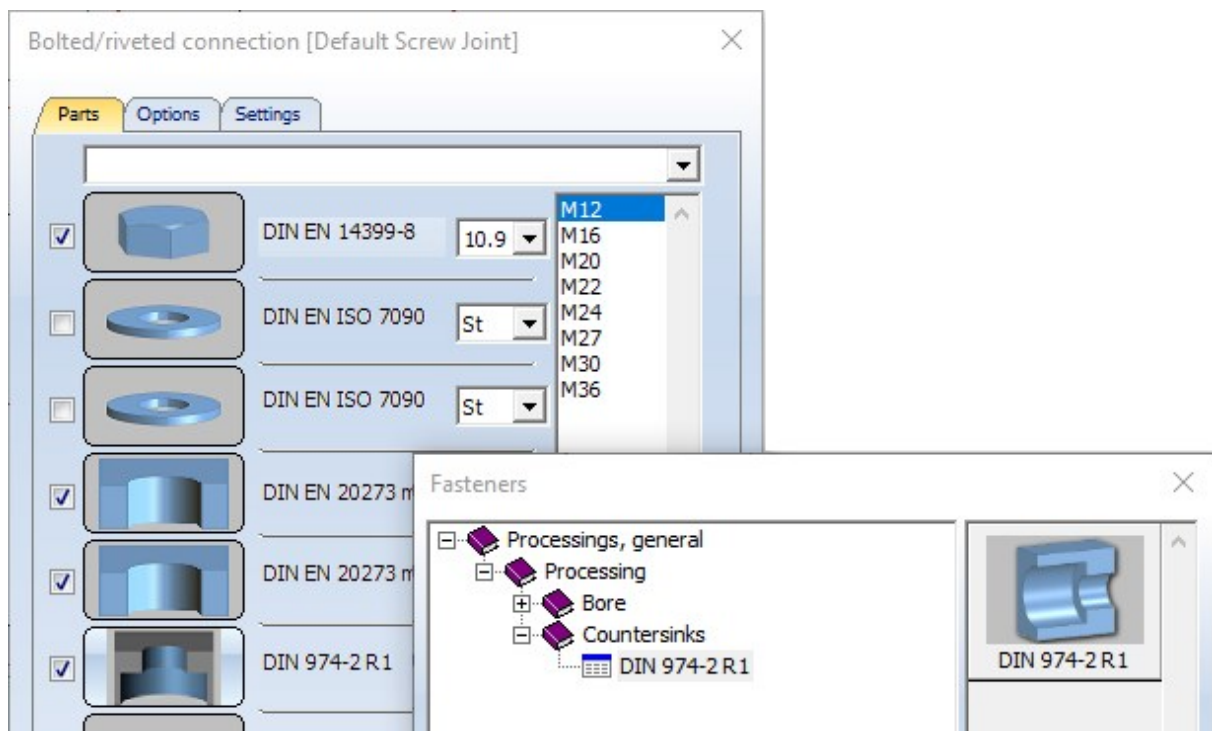 Bolted/riveted connection [Default Screw Joint]
Parts Options Settings
DIN EN 14399-8 10.9
DIN EN ISO 7090 St
DIN EN ISO 7090 St
M12
M16
M20
M22
M24
M27
M30
M36
DIN EN 20273
DIN EN 20273
DIN 974-2 R1
Fasteners
Processings, general
Processing
Bore
Countersinks
DIN 974-2 R1
DIN 974-2 R1